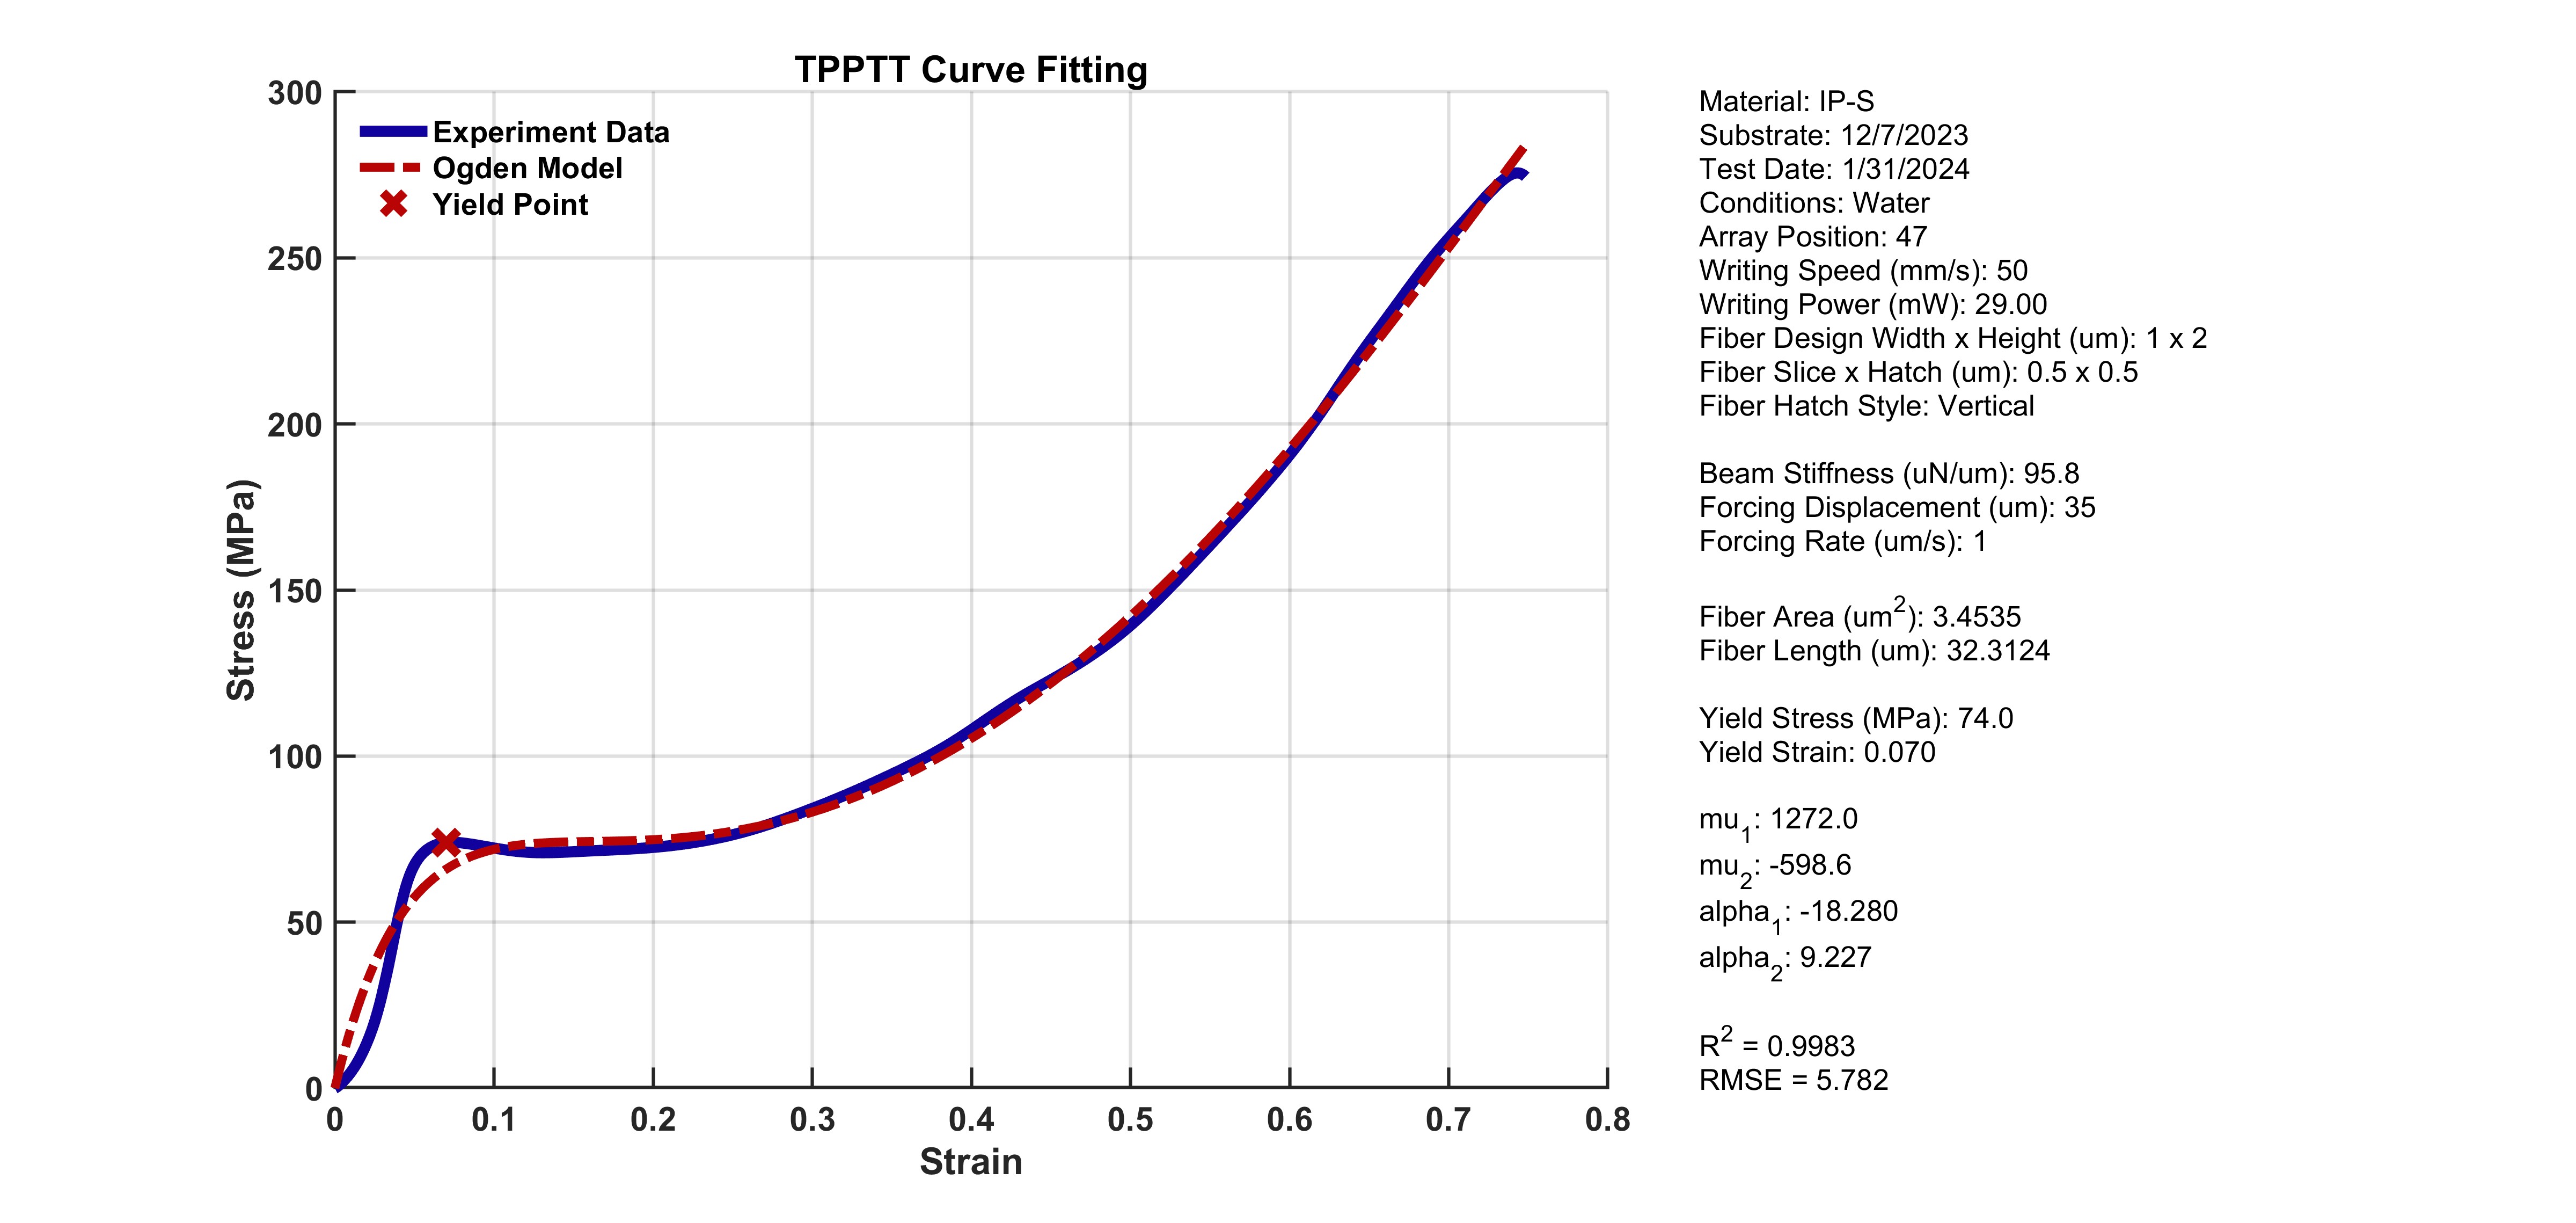 TPPTT Curve Fitting
Experiment Data
Ogden Model
Yield Point
300
250
200
150
100
50
0
Stress (MPa)
0 0.1 0.2 0.3 0.4 0.5 0.6 0.7 0.8
Strain
Material: IP-S
Substrate: 12/7/2023
Test Date: 1/31/2024
Conditions: Water
Array Position: 47
Writing Speed (mm/s): 50
Writing Power (mW): 29.00
Fiber Design Width x Height (um): 1 x 2
Fiber Slice x Hatch (um): 0.5 x 0.5
Fiber Hatch Style: Vertical
Beam Stiffness (uN/um): 95.8
Forcing Displacement (um): 35
Forcing Rate (um/s): 1
Fiber Area (um²): 3.4535
Fiber Length (um): 32.3124
Yield Stress (MPa): 74.0
Yield Strain: 0.070
mu₁: 1272.0
mu₂: -598.6
alpha₁: -18.280
alpha₂: 9.227
R² = 0.9983
RMSE = 5.782